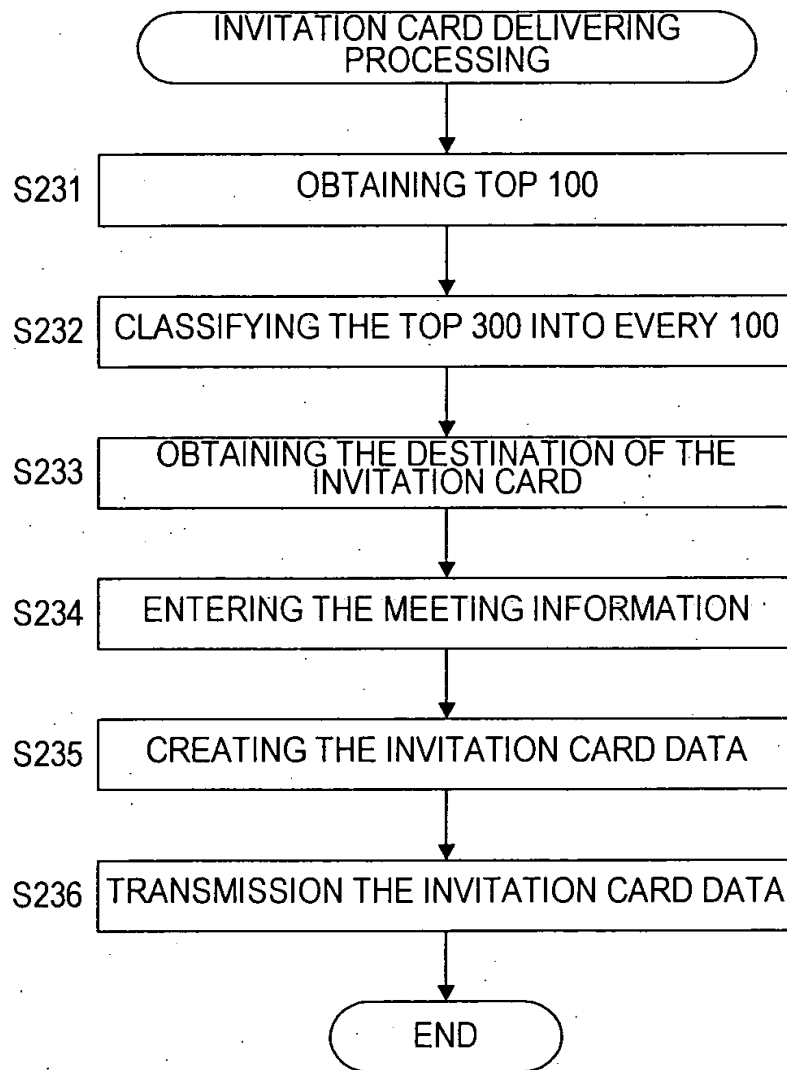 INVITATION CARD DELIVERING
PROCESSING
S231
OBTAINING TOP 100
S232
CLASSIFYING THE TOP 300 INTO EVERY 100
S233
OBTAINING THE DESTINATION OF THE
INVITATION CARD
S234
ENTERING THE MEETING INFORMATION
S235
CREATING THE INVITATION CARD DATA
S236
TRANSMISSION THE INVITATION CARD DATA
END